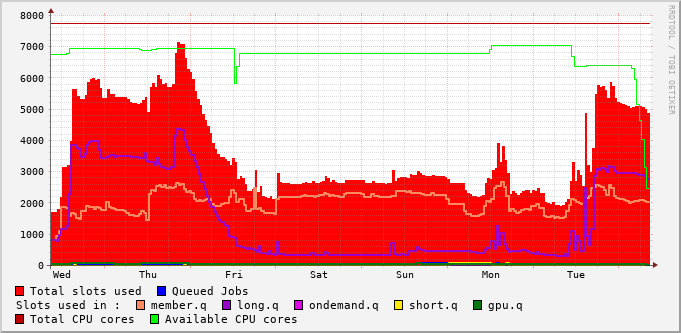 8000
7000
6000
5000
4000
3000
2000
1000
0
Wed Thu Fri Sat Sun Mon Tue
RRDTOOL / TOBI OETIKER
Total slots used Queued Jobs
Slots used in : member.q long.q ondemand.q short.q gpu.q
Total CPU cores Available CPU cores